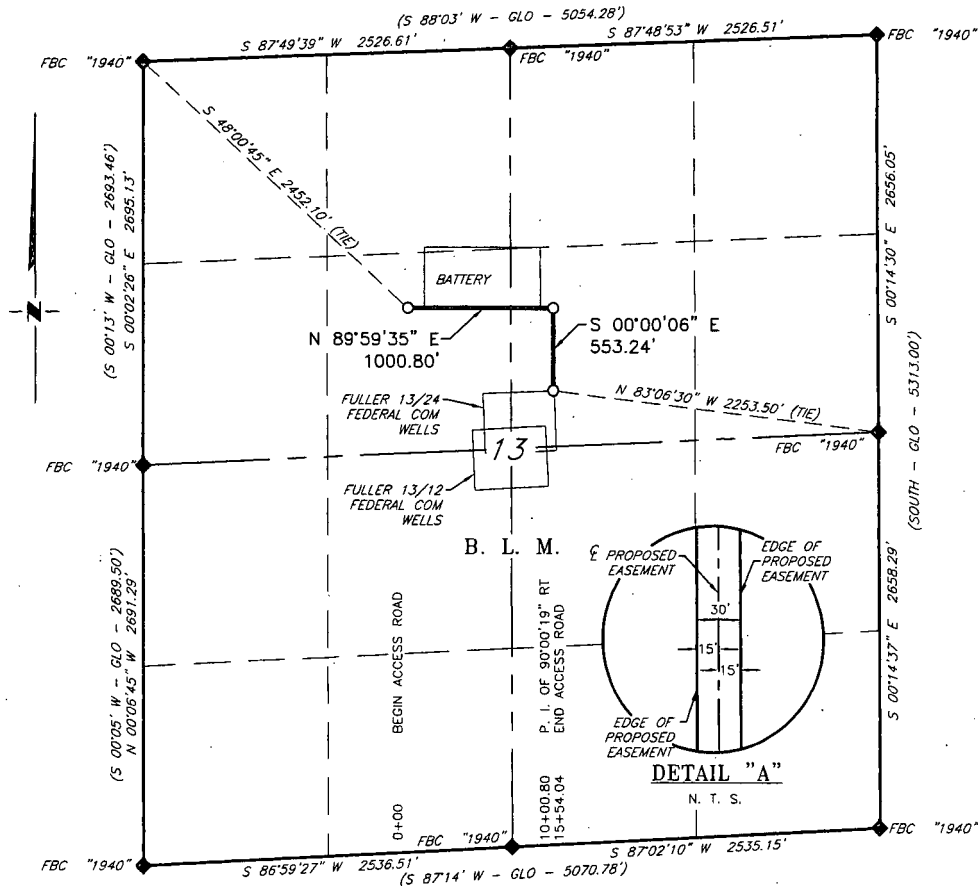 (S 88°03' W - GLO - 5054.28')
S 87°49'39" W 2526.61'
S 87°48'53" W 2526.51'
FBC "1940"
FBC "1940"
FBC "1940"
S 48°00'45" E 2452.10' (TIE)
(S 00°13' W - GLO - 2693.46')
S 00°02'26" E 2695.13'
S 00°14'30" E 2656.05'
N
BATTERY
N 89°59'35" E
1000.80'
S 00°00'06" E
553.24'
N 83°06'30" W 2253.50' (TIE)
FULLER 13/24
FEDERAL COM
WELLS
13
FBC "1940"
FBC "1940"
(SOUTH - GLO - 5313.00')
FULLER 13/12
FEDERAL COM
WELLS
B. L. M.
℄ PROPOSED
EASEMENT
EDGE OF
PROPOSED
EASEMENT
30'
15'
15'
EDGE OF
PROPOSED
EASEMENT
DETAIL "A"
N. T. S.
(S 00°05' W - GLO - 2689.50')
N 00°06'45" W 2691.29'
0+00 BEGIN ACCESS ROAD
10+00.80 P. I. OF 90°00'19" RT
15+54.04 END ACCESS ROAD
S 00°14'37" E 2658.29'
FBC "1940"
FBC "1940"
FBC "1940"
S 86°59'27" W 2536.51'
S 87°02'10" W 2535.15'
(S 87°14' W - GLO - 5070.78')